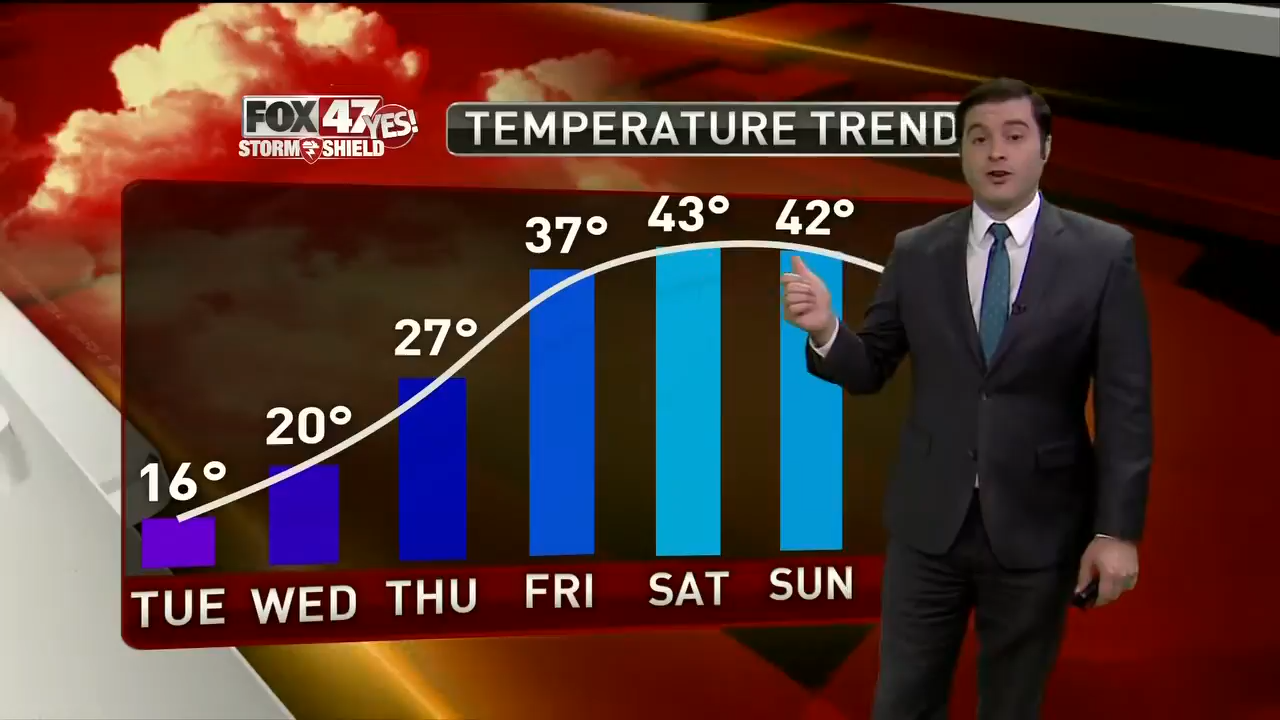 FOX 47 YES!
STORM SHIELD
TEMPERATURE TREND
16°
20°
27°
37°
43°
42°
TUE WED THU FRI SAT SUN